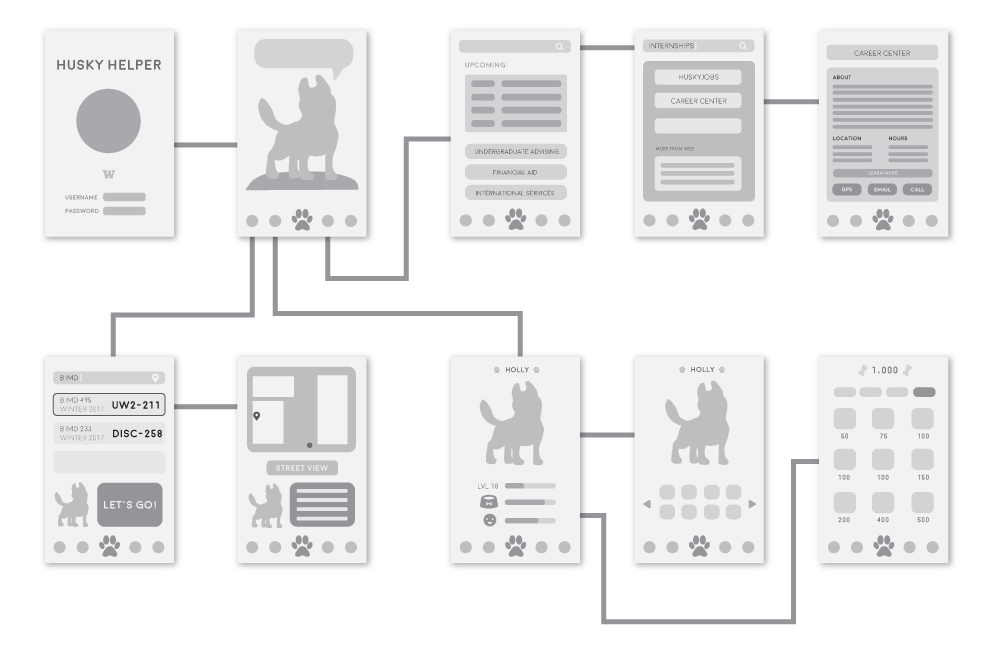 HUSKY HELPER
W
USERNAME
PASSWORD
UPCOMING:
UNDERGRADUATE ADVISING
FINANCIAL AID
INTERNATIONAL SERVICES
INTERNSHIPS
HUSKYJOBS
CAREER CENTER
MORE FROM WEB:
CAREER CENTER
ABOUT
LOCATION HOURS
LEARN MORE
GPS EMAIL CALL
B IMD
B IMD 495
WINTER 2017 UW2-211
B IMD 233
WINTER 2017 DISC-258
LET'S GO!
STREET VIEW
HOLLY
LVL 18
HOLLY
1,000
50 75 100
100 100 150
200 400 500